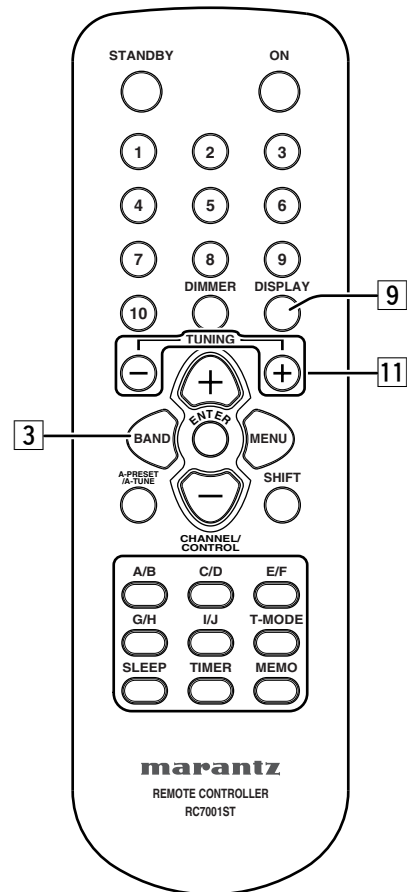 STANDBY ON
1 2 3
4 5 6
7 8 9
DIMMER DISPLAY
10
9
TUNING
− +
11
+
ENTER
3
BAND MENU
−
A-PRESET
/A-TUNE
SHIFT
CHANNEL/
CONTROL
A/B C/D E/F
G/H I/J T-MODE
SLEEP TIMER MEMO
marantz
REMOTE CONTROLLER
RC7001ST